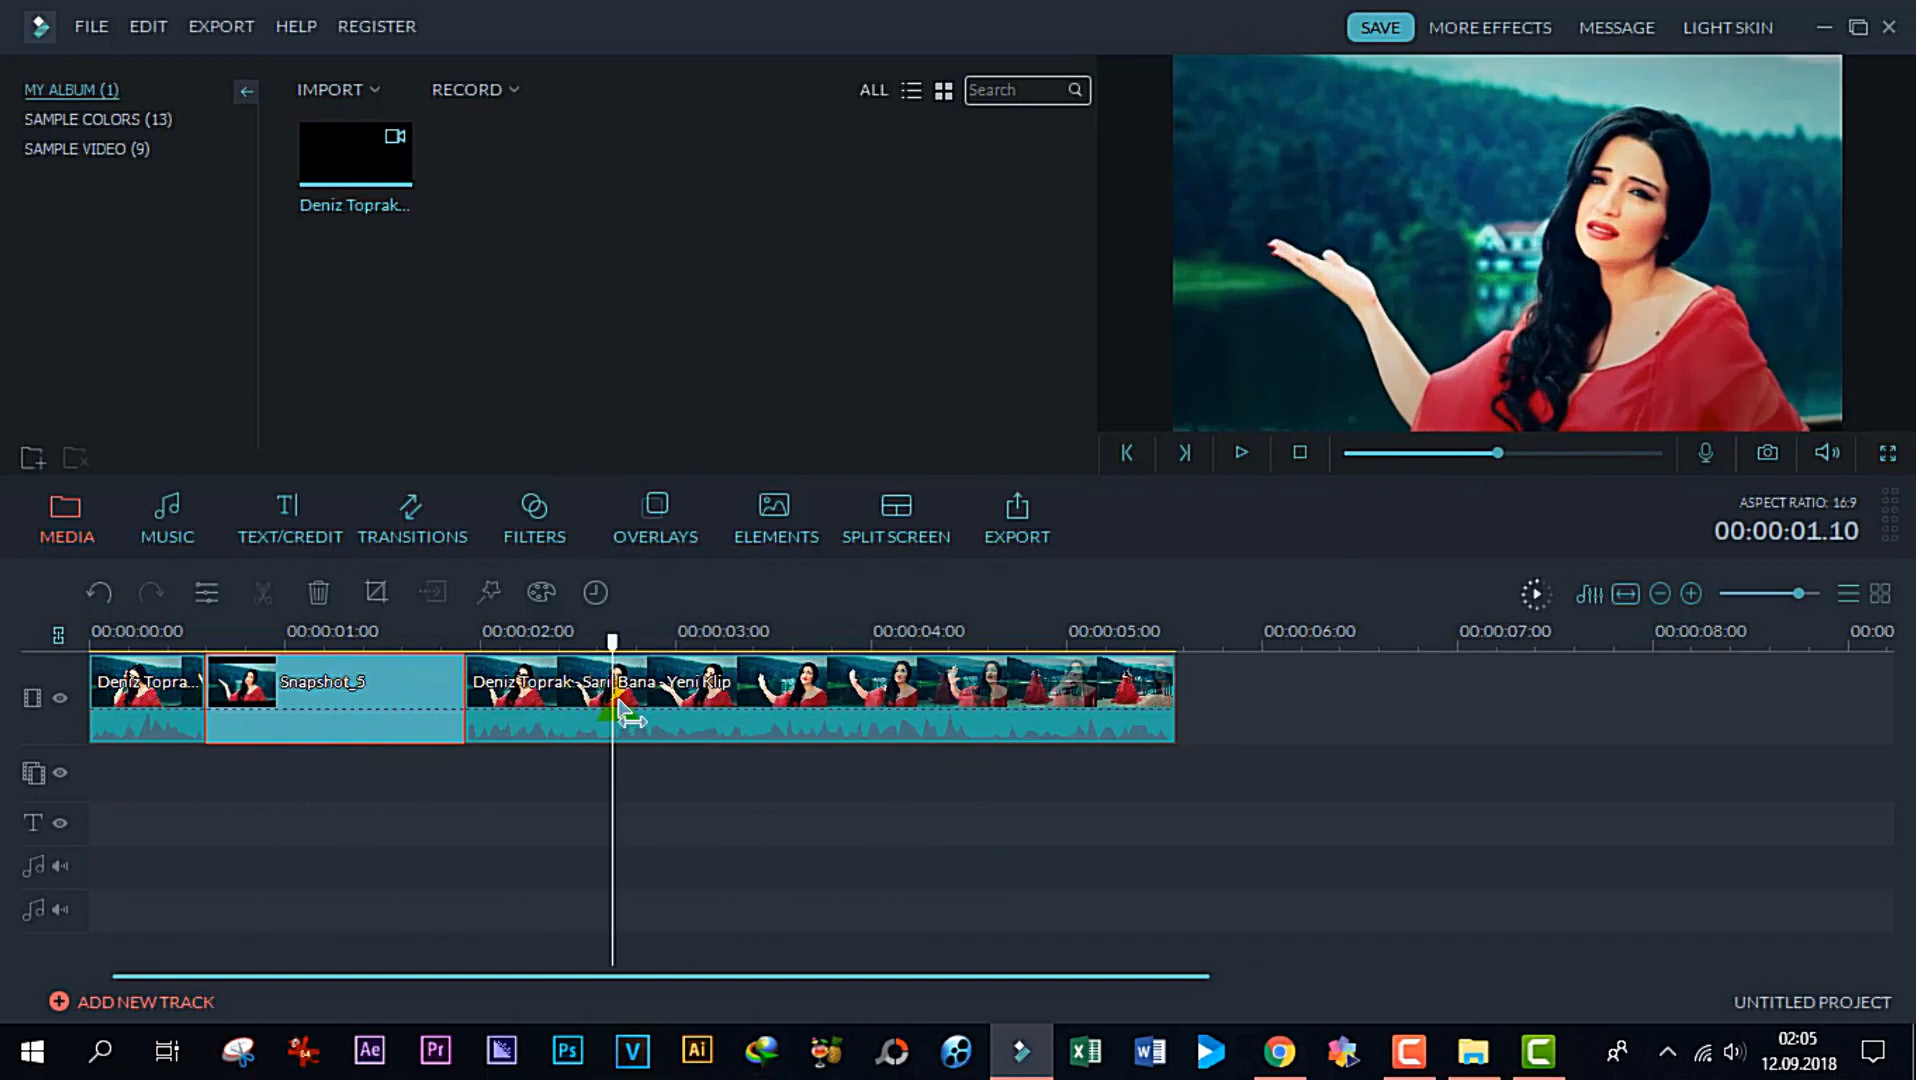 FILE EDIT EXPORT HELP REGISTER SAVE MORE EFFECTS MESSAGE LIGHT SKIN
MY ALBUM (1) IMPORT RECORD ALL Search
SAMPLE COLORS (13)
SAMPLE VIDEO (9)
Deniz Toprak...
ASPECT RATIO: 16:9
00:00:01.10
MEDIA MUSIC TEXT/CREDIT TRANSITIONS FILTERS OVERLAYS ELEMENTS SPLIT SCREEN EXPORT
00:00:00:00 00:00:01:00 00:00:02:00 00:00:03:00 00:00:04:00 00:00:05:00 00:00:06:00 00:00:07:00 00:00:08:00 00:00
Deniz Topra... Snapshot_5 Deniz Toprak - Sarıl Bana - Yeni Klip
ADD NEW TRACK UNTITLED PROJECT
Ae Pr Ps V Ai
02:05
12.09.2018